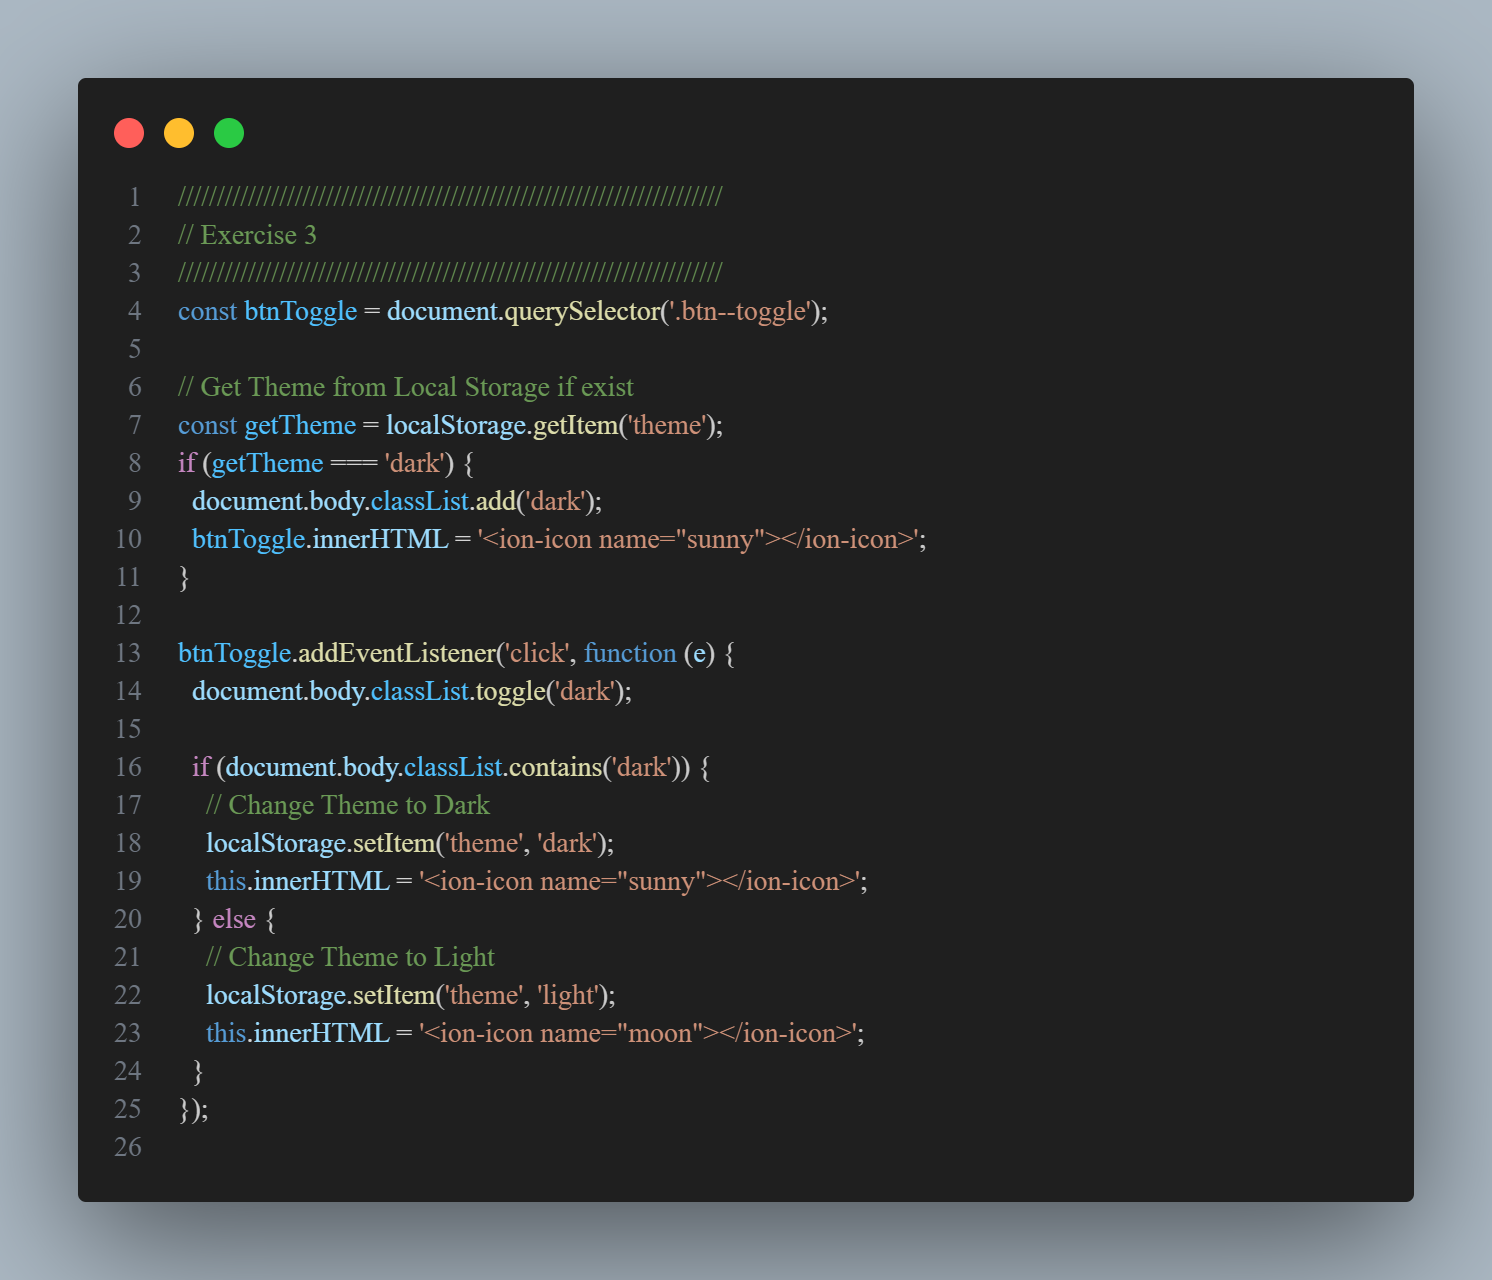 1 //////////////////////////////////////////////////////////////////////
2 // Exercise 3
3 //////////////////////////////////////////////////////////////////////
4 const btnToggle = document.querySelector('.btn--toggle');
5
6 // Get Theme from Local Storage if exist
7 const getTheme = localStorage.getItem('theme');
8 if (getTheme === 'dark') {
9   document.body.classList.add('dark');
10   btnToggle.innerHTML = '<ion-icon name="sunny"></ion-icon>';
11 }
12
13 btnToggle.addEventListener('click', function (e) {
14   document.body.classList.toggle('dark');
15
16   if (document.body.classList.contains('dark')) {
17     // Change Theme to Dark
18     localStorage.setItem('theme', 'dark');
19     this.innerHTML = '<ion-icon name="sunny"></ion-icon>';
20   } else {
21     // Change Theme to Light
22     localStorage.setItem('theme', 'light');
23     this.innerHTML = '<ion-icon name="moon"></ion-icon>';
24   }
25 });
26